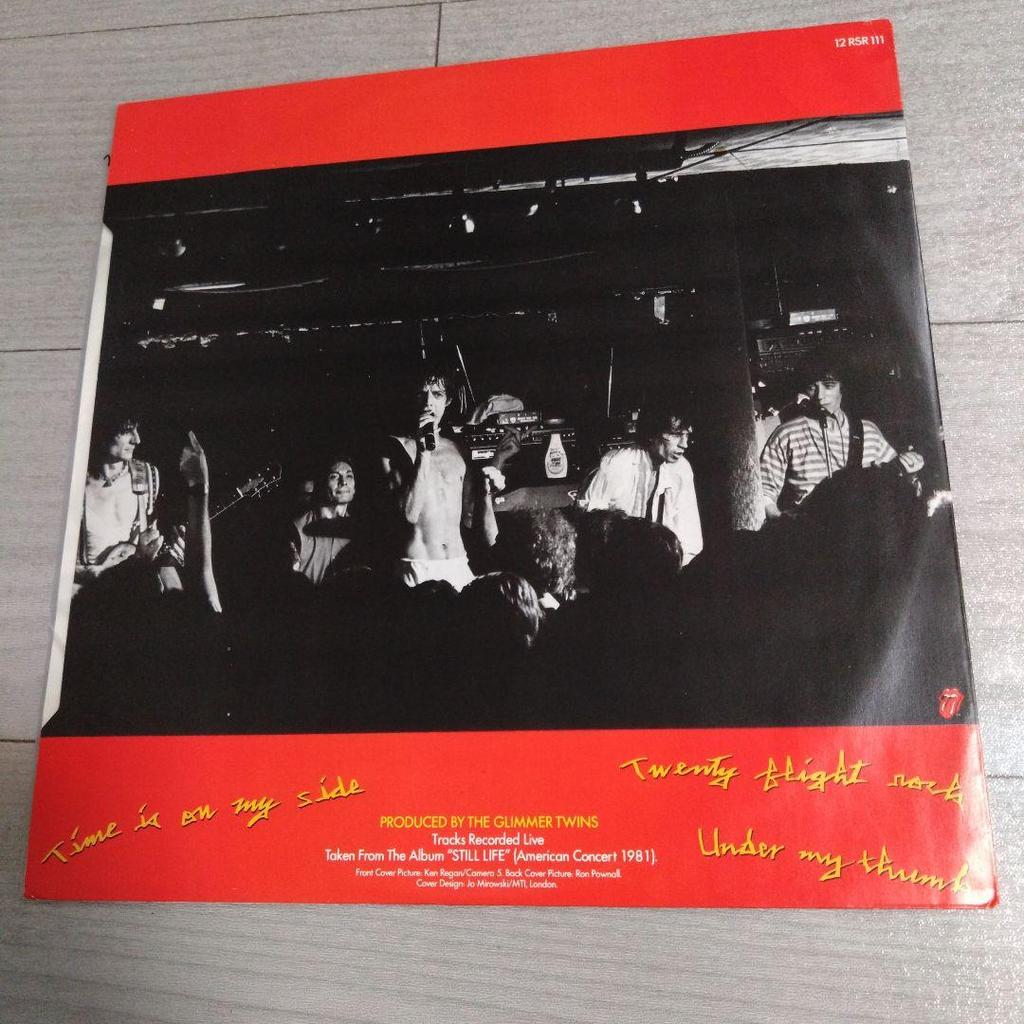 12 RSR 111
Time is on my side
Twenty flight rock
Under my thumb
PRODUCED BY THE GLIMMER TWINS
Tracks Recorded Live
Taken From The Album "STILL LIFE" (American Concert 1981).
Front Cover Picture: Ken Regan/Camera 5. Back Cover Picture: Ron Pownall.
Cover Design: Jo Mirowski/MTI, London.